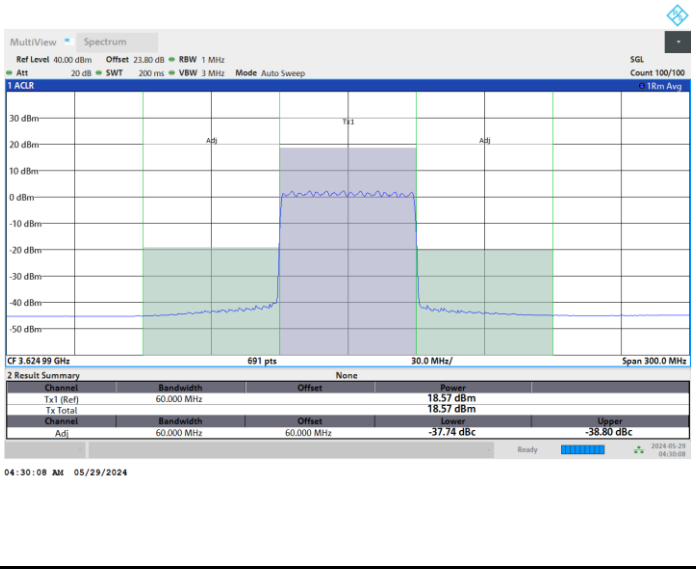 MultiView Spectrum
Ref Level 40.00 dBm Offset 23.80 dB RBW 1 MHz SGL
Att 20 dB SWT 200 ms VBW 3 MHz Mode Auto Sweep Count 100/100
1 ACLR 1Rm Avg
30 dBm
Tx1
20 dBm Adj Adj
10 dBm
0 dBm
-10 dBm
-20 dBm
-30 dBm
-40 dBm
-50 dBm
CF 3.624 99 GHz 691 pts 30.0 MHz/ Span 300.0 MHz
2 Result Summary None
Channel Bandwidth Offset Power
Tx1 (Ref) 60.000 MHz 18.57 dBm
Tx Total 18.57 dBm
Channel Bandwidth Offset Lower Upper
Adj 60.000 MHz 60.000 MHz -37.74 dBc -38.80 dBc
Ready 2024-05-29
04:30:08
04:30:08 AM 05/29/2024